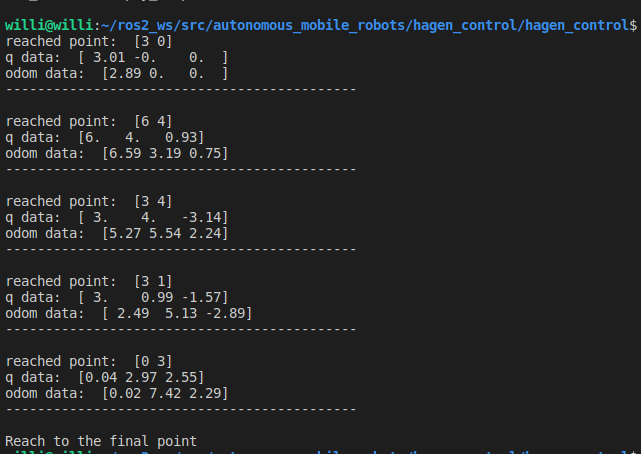 willi@willi:~/ros2_ws/src/autonomous_mobile_robots/hagen_control/hagen_control$
reached point:  [3 0]
q data:  [ 3.01 -0.    0.  ]
odom data:  [2.89 0.   0.  ]
-------------------------------------------
reached point:  [6 4]
q data:  [6.   4.   0.93]
odom data:  [6.59 3.19 0.75]
-------------------------------------------
reached point:  [3 4]
q data:  [ 3.    4.   -3.14]
odom data:  [5.27 5.54 2.24]
-------------------------------------------
reached point:  [3 1]
q data:  [ 3.    0.99 -1.57]
odom data:  [ 2.49  5.13 -2.89]
-------------------------------------------
reached point:  [0 3]
q data:  [0.04 2.97 2.55]
odom data:  [0.02 7.42 2.29]
-------------------------------------------
Reach to the final point